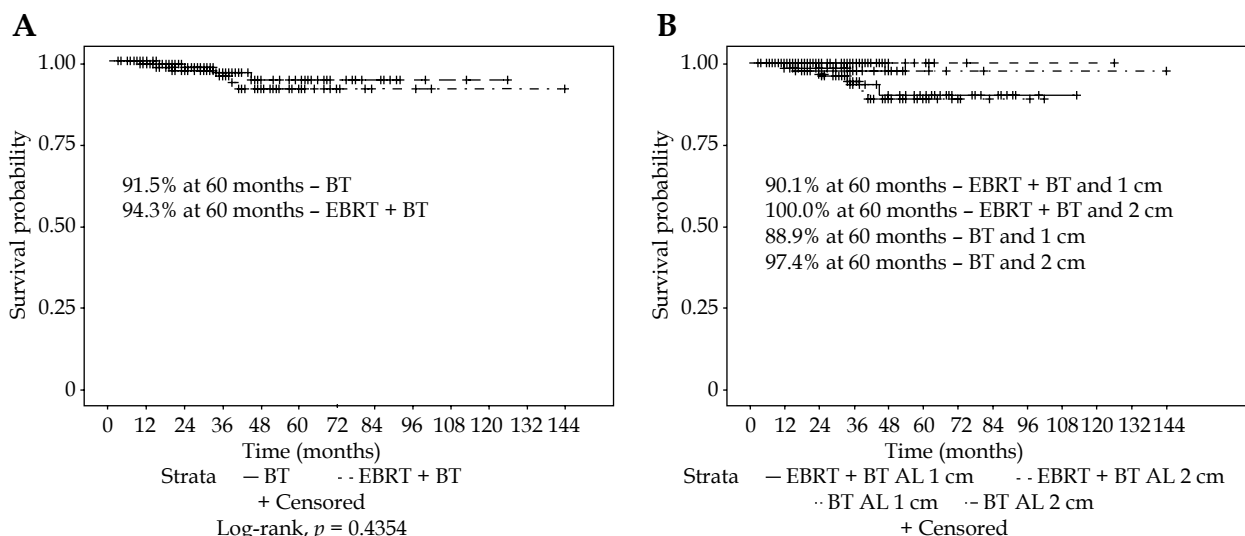 A
1.00
0.75
0.50
0.25
0
Survival probability
91.5% at 60 months – BT
94.3% at 60 months – EBRT + BT
0 12 24 36 48 60 72 84 96 108 120 132 144
Time (months)
Strata — BT - - EBRT + BT
+ Censored
Log-rank, p = 0.4354
B
1.00
0.75
0.50
0.25
0
Survival probability
90.1% at 60 months – EBRT + BT and 1 cm
100.0% at 60 months – EBRT + BT and 2 cm
88.9% at 60 months – BT and 1 cm
97.4% at 60 months – BT and 2 cm
0 12 24 36 48 60 72 84 96 108 120 132 144
Time (months)
Strata — EBRT + BT AL 1 cm - - EBRT + BT AL 2 cm
·· BT AL 1 cm ·– BT AL 2 cm
+ Censored